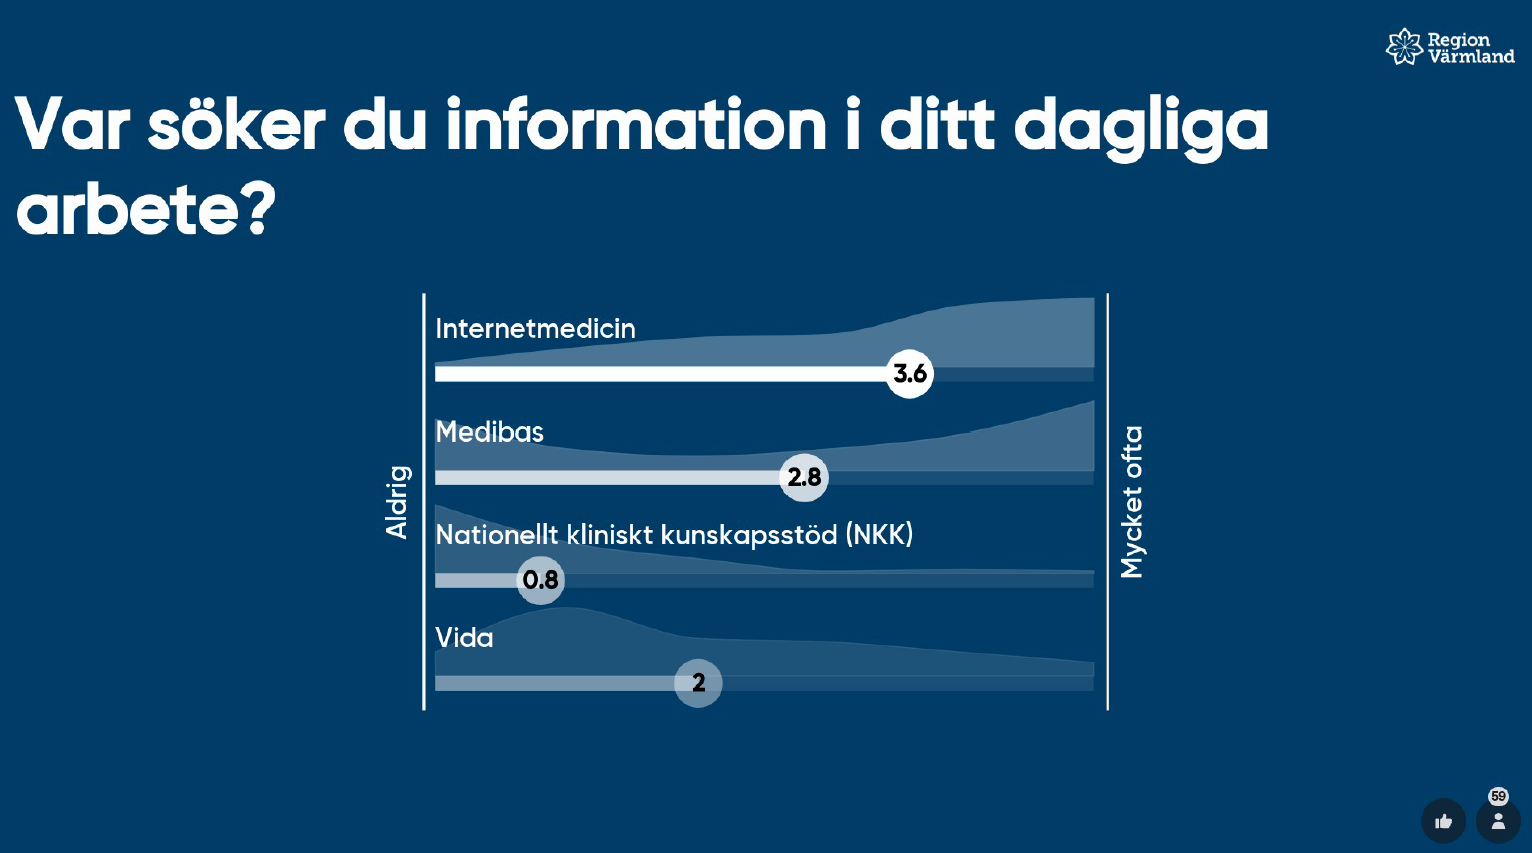 Region
Värmland
Var söker du information i ditt dagliga
arbete?
Aldrig
Internetmedicin
3.6
Medibas
2.8
Nationellt kliniskt kunskapsstöd (NKK)
0.8
Vida
2
Mycket ofta
59